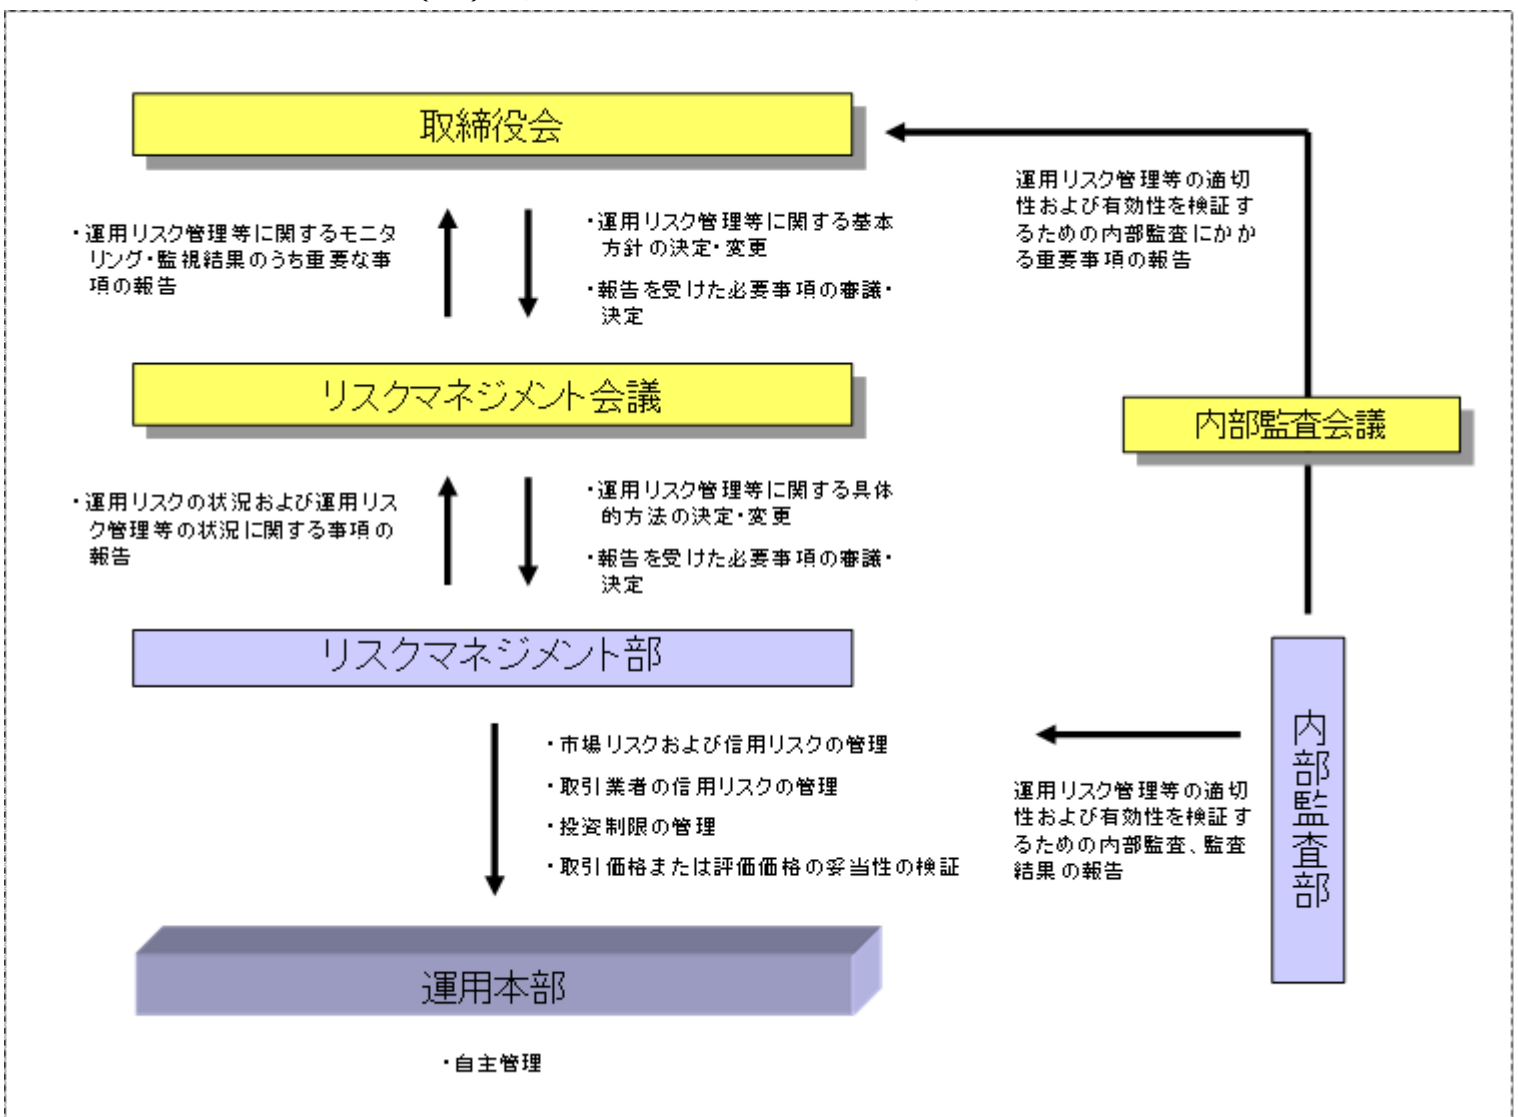 取締役会
・運用リスク管理等に関するモニタ
リング・監視結果のうち重要な事
項の報告
・運用リスク管理等に関する基本
方針の決定・変更
・報告を受けた必要事項の審議・
決定
運用リスク管理等の適切
性および有効性を検証す
るための内部監査にかか
る重要事項の報告
リスクマネジメント会議
内部監査会議
・運用リスクの状況および運用リス
ク管理等の状況に関する事項の
報告
・運用リスク管理等に関する具体
的方法の決定・変更
・報告を受けた必要事項の審議・
決定
リスクマネジメント部
・市場リスクおよび信用リスクの管理
・取引業者の信用リスクの管理
・投資制限の管理
・取引価格または評価価格の妥当性の検証
運用リスク管理等の適切
性および有効性を検証す
るための内部監査、監査
結果の報告
内部監査部
運用本部
・自主管理